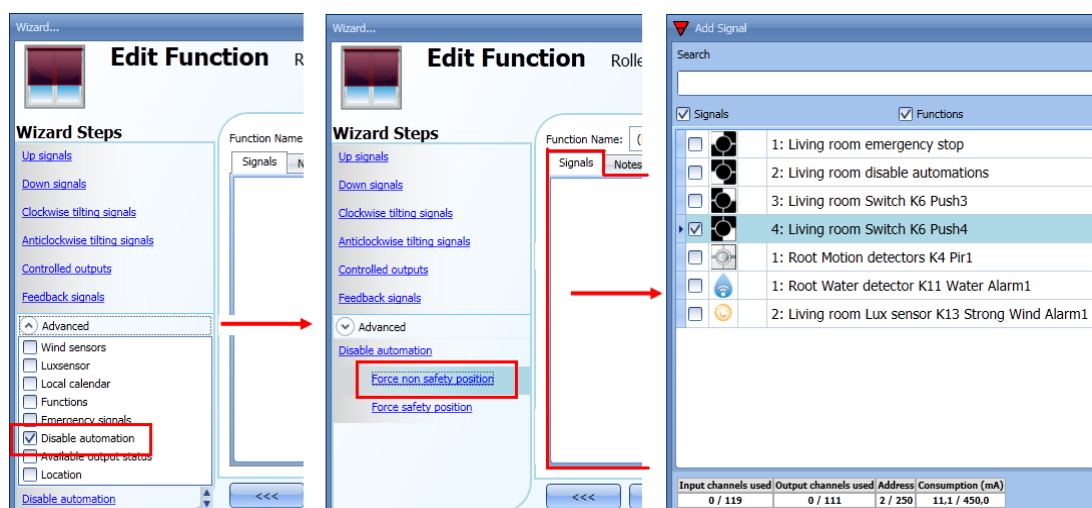 Wizard...
Edit Function R
Wizard Steps
Up signals
Down signals
Clockwise tilting signals
Anticlockwise tilting signals
Controlled outputs
Feedback signals
Advanced
Wind sensors
Luxsensor
Local calendar
Functions
Emergency signals
Disable automation
Available output status
Location
Disable automation
Function Name
Signals N
<<<
Wizard...
Edit Function Rolle
Wizard Steps
Up signals
Down signals
Clockwise tilting signals
Anticlockwise tilting signals
Controlled outputs
Feedback signals
Advanced
Disable automation
Force non safety position
Force safety position
Function Name: (
Signals Notes
<<<
Add Signal
Search
Signals Functions
1: Living room emergency stop
2: Living room disable automations
3: Living room Switch K6 Push3
4: Living room Switch K6 Push4
1: Root Motion detectors K4 Pir1
1: Root Water detector K11 Water Alarm1
2: Living room Lux sensor K13 Strong Wind Alarm1
Input channels used Output channels used Address Consumption (mA)
0 / 119 0 / 111 2 / 250 11,1 / 450,0